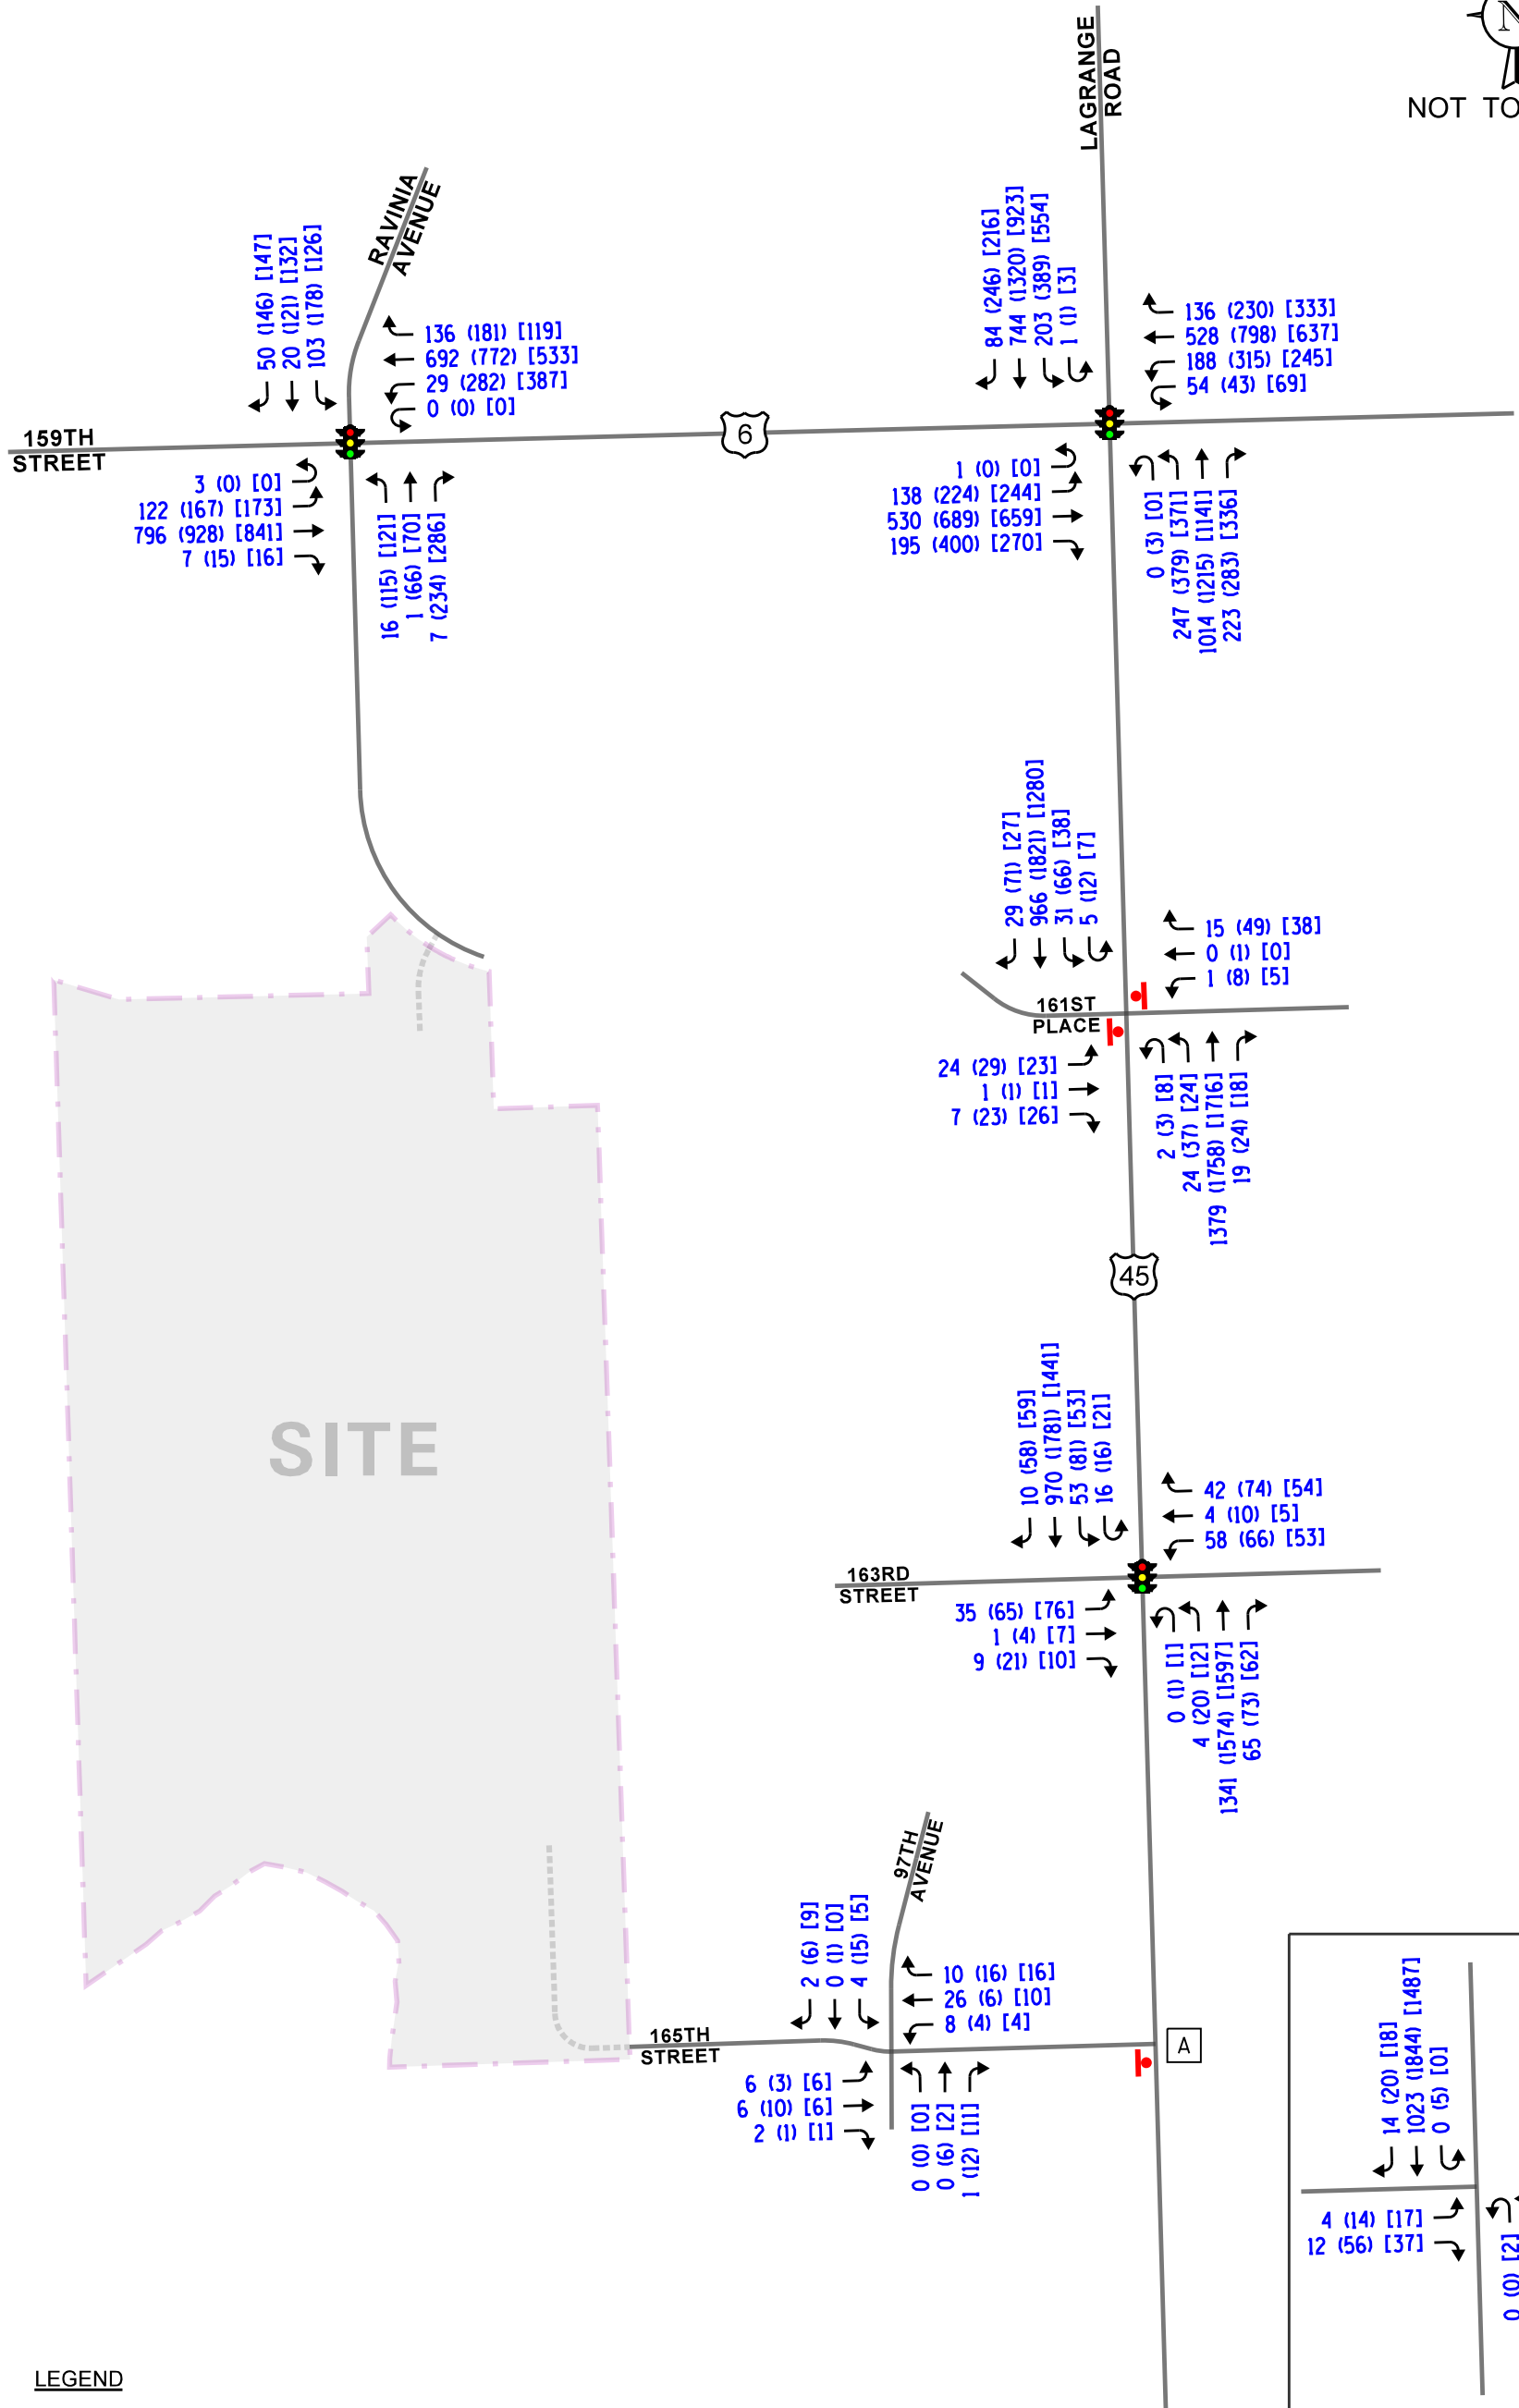 N
NOT TO
LAGRANGE
ROAD
RAVINIA
AVENUE
50 (146) [147]
20 (121) [132]
103 (178) [126]
136 (181) [119]
692 (772) [533]
29 (282) [387]
0 (0) [0]
84 (246) [216]
744 (1320) [923]
203 (389) [554]
1 (1) [3]
136 (230) [333]
528 (798) [637]
188 (315) [245]
54 (43) [69]
159TH
STREET
6
3 (0) [0]
122 (167) [173]
796 (928) [841]
7 (15) [16]
16 (115) [121]
1 (66) [70]
7 (234) [286]
1 (0) [0]
138 (224) [244]
530 (689) [659]
195 (400) [270]
0 (3) [0]
247 (379) [371]
1014 (1215) [1141]
223 (283) [336]
29 (71) [27]
966 (1821) [1280]
31 (66) [38]
5 (12) [7]
15 (49) [38]
0 (1) [0]
1 (8) [5]
161ST
PLACE
24 (29) [23]
1 (1) [1]
7 (23) [26]
2 (3) [8]
24 (37) [24]
1379 (1758) [1716]
19 (24) [18]
45
SITE
10 (58) [59]
970 (1781) [1441]
53 (81) [53]
16 (16) [21]
42 (74) [54]
4 (10) [5]
58 (66) [53]
163RD
STREET
35 (65) [76]
1 (4) [7]
9 (21) [10]
0 (1) [1]
4 (20) [12]
1341 (1574) [1597]
65 (73) [62]
97TH
AVENUE
2 (6) [9]
0 (1) [0]
4 (15) [5]
10 (16) [16]
26 (6) [10]
8 (4) [4]
165TH
STREET
A
6 (3) [6]
6 (10) [6]
2 (1) [1]
0 (0) [0]
0 (6) [2]
1 (12) [11]
14 (20) [18]
1023 (1844) [1487]
0 (5) [0]
4 (14) [17]
12 (56) [37]
0 (0) [2]
LEGEND